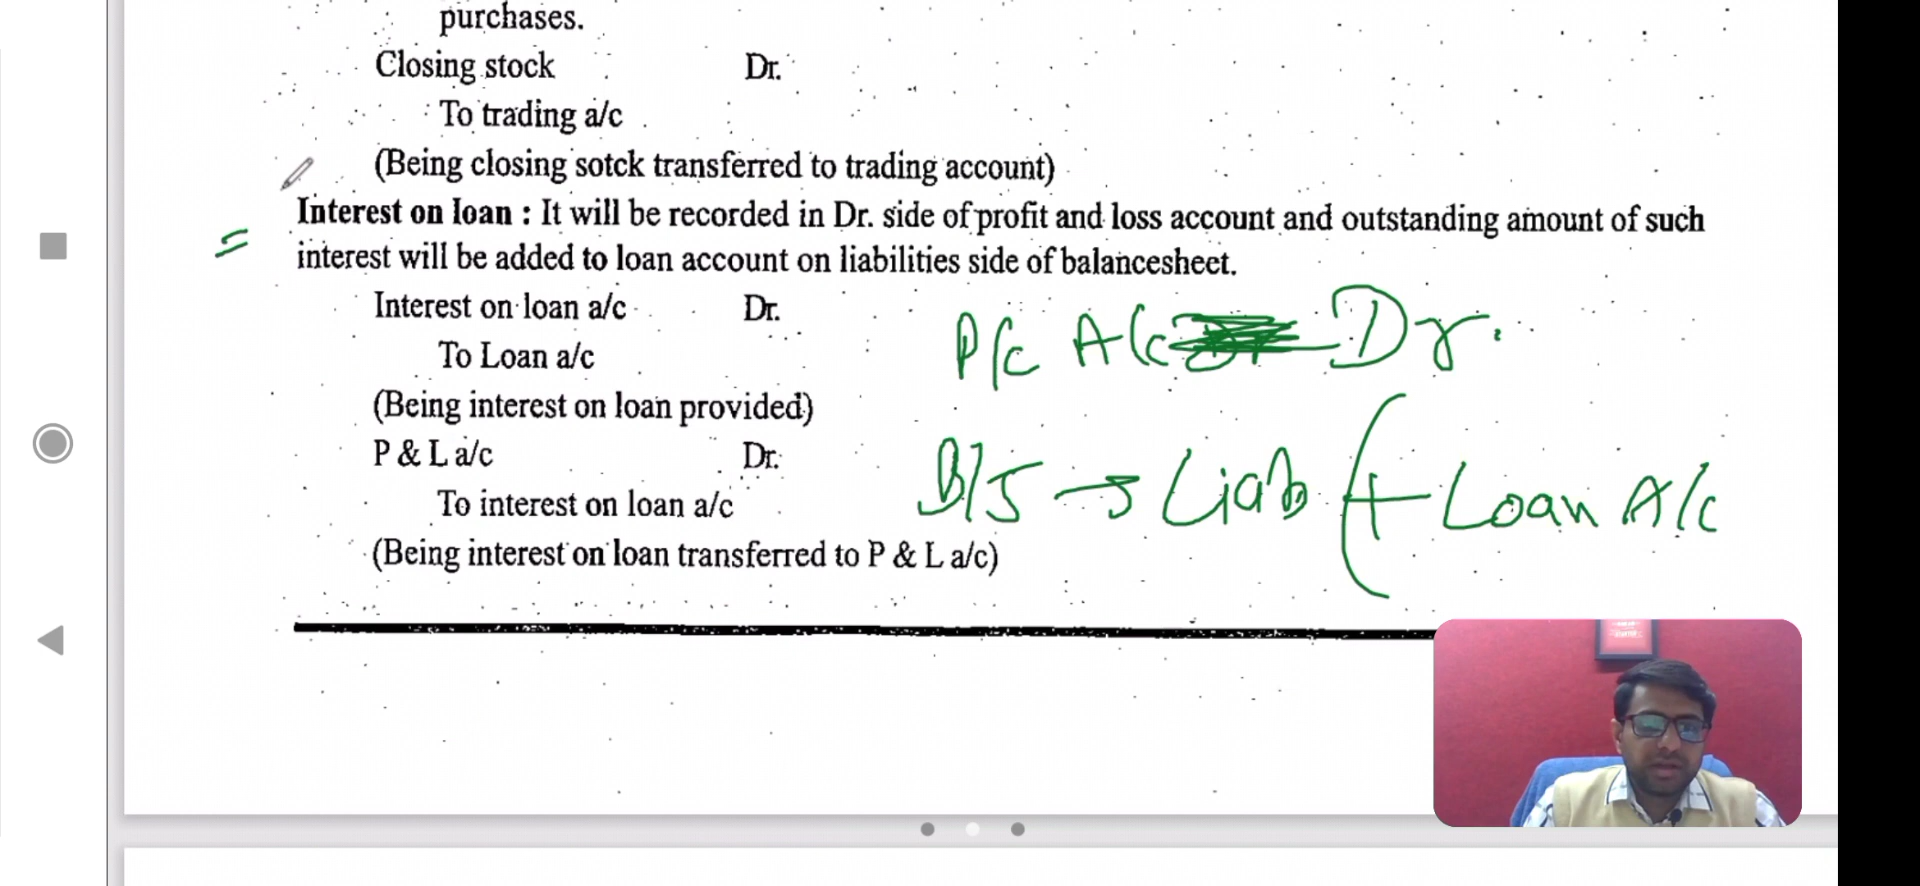 purchases.
Closing stock Dr.
To trading a/c
(Being closing sotck transferred to trading account)
Interest on loan : It will be recorded in Dr. side of profit and loss account and outstanding amount of such
interest will be added to loan account on liabilities side of balancesheet.
Interest on loan a/c Dr.
To Loan a/c
(Being interest on loan provided)
P & L a/c Dr.
To interest on loan a/c
(Being interest on loan transferred to P & L a/c)
P/L A/c Dr.
B/S → Liab (+ Loan A/c